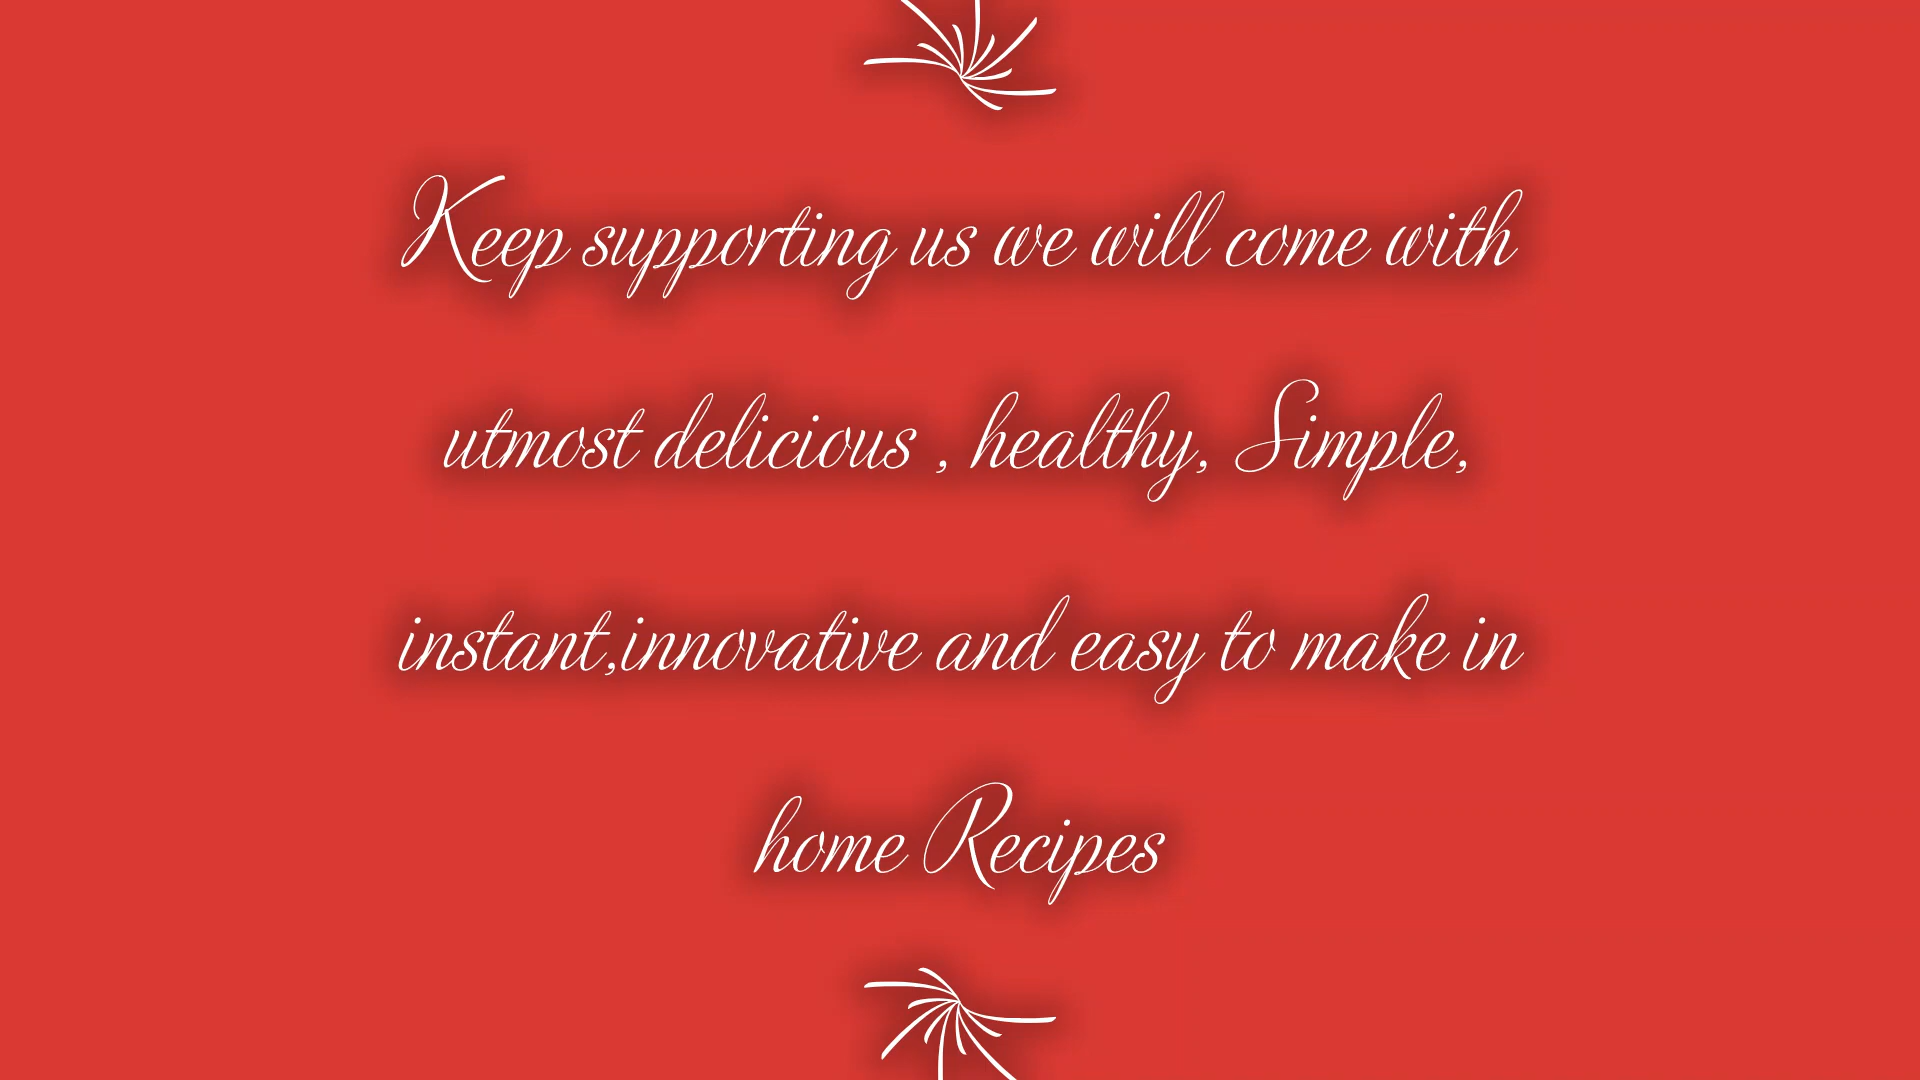 Keep supporting us we will come with
utmost delicious , healthy, Simple,
instant,innovative and easy to make in
home Recipes